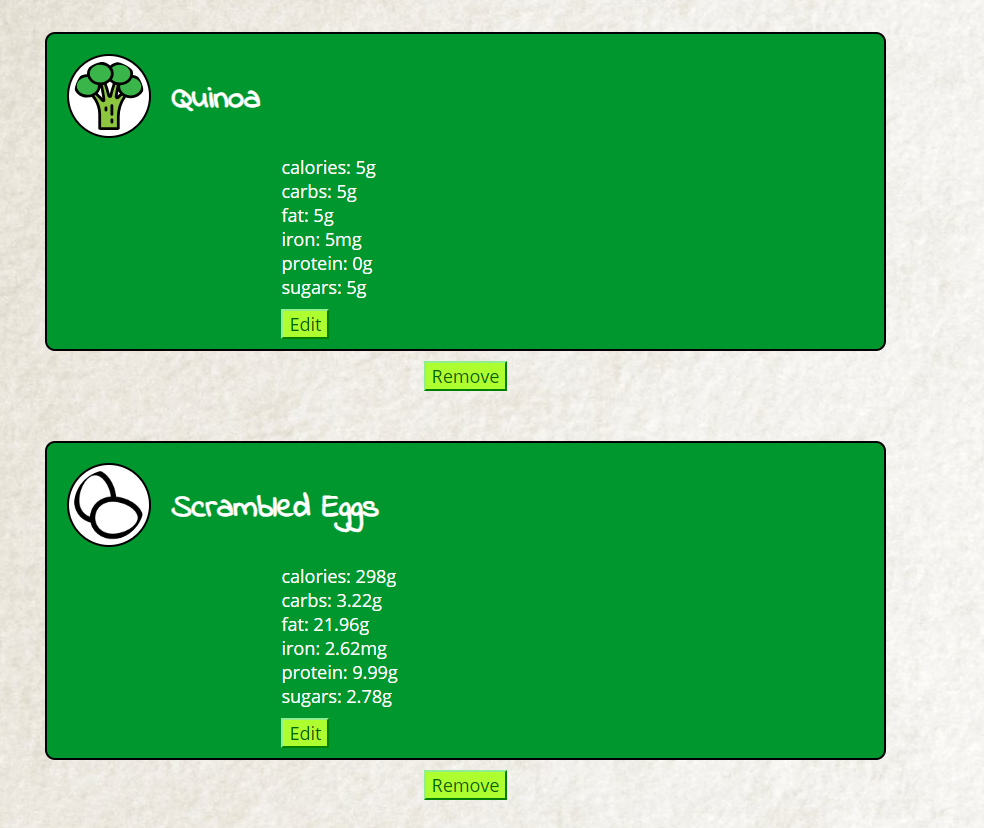 Quinoa
calories: 5g
carbs: 5g
fat: 5g
iron: 5mg
protein: 0g
sugars: 5g
Edit
Remove
Scrambled Eggs
calories: 298g
carbs: 3.22g
fat: 21.96g
iron: 2.62mg
protein: 9.99g
sugars: 2.78g
Edit
Remove